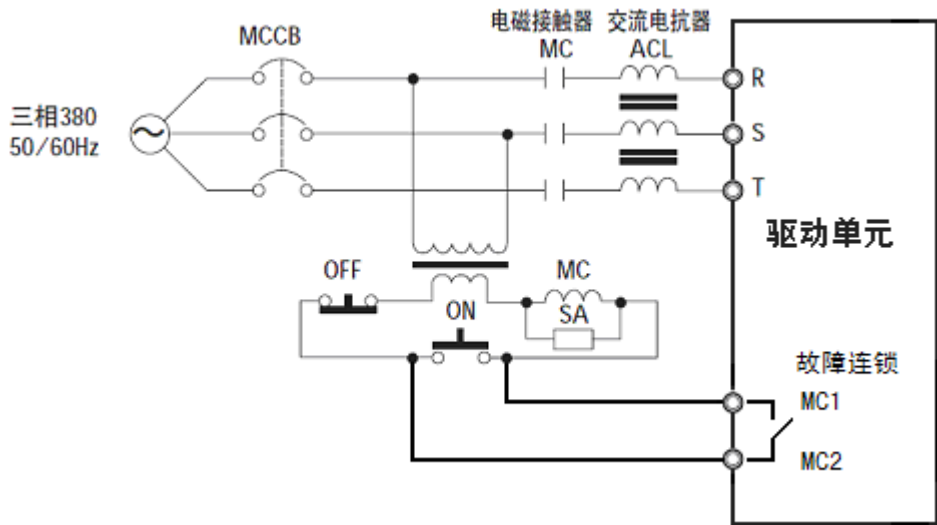 电磁接触器 交流电抗器
MCCB MC ACL
三相380
50/60Hz
R
S
T
驱动单元
OFF
MC
ON
SA
故障连锁
MC1
MC2